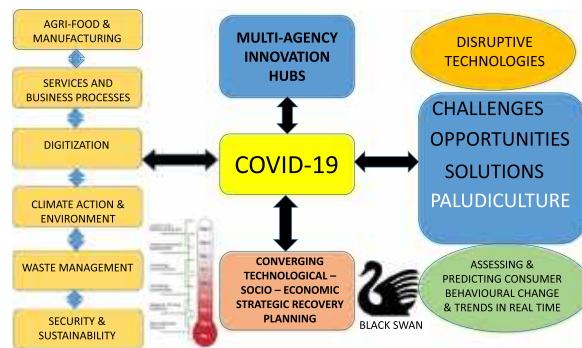 AGRI-FOOD &
MANUFACTURING
SERVICES AND
BUSINESS PROCESSES
DIGITIZATION
CLIMATE ACTION &
ENVIRONMENT
WASTE MANAGEMENT
SECURITY &
SUSTAINABILITY
MULTI-AGENCY
INNOVATION
HUBS
COVID-19
CONVERGING
TECHNOLOGICAL –
SOCIO – ECONOMIC
STRATEGIC RECOVERY
PLANNING
BLACK SWAN
DISRUPTIVE
TECHNOLOGIES
CHALLENGES
OPPORTUNITIES
SOLUTIONS
PALUDICULTURE
ASSESSING &
PREDICTING CONSUMER
BEHAVIOURAL CHANGE
& TRENDS IN REAL TIME